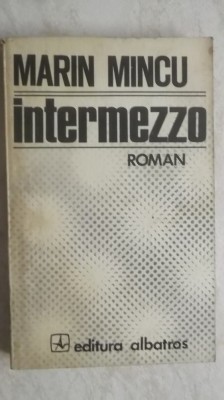 MARIN MINCU
intermezzo
ROMAN
editura albatros